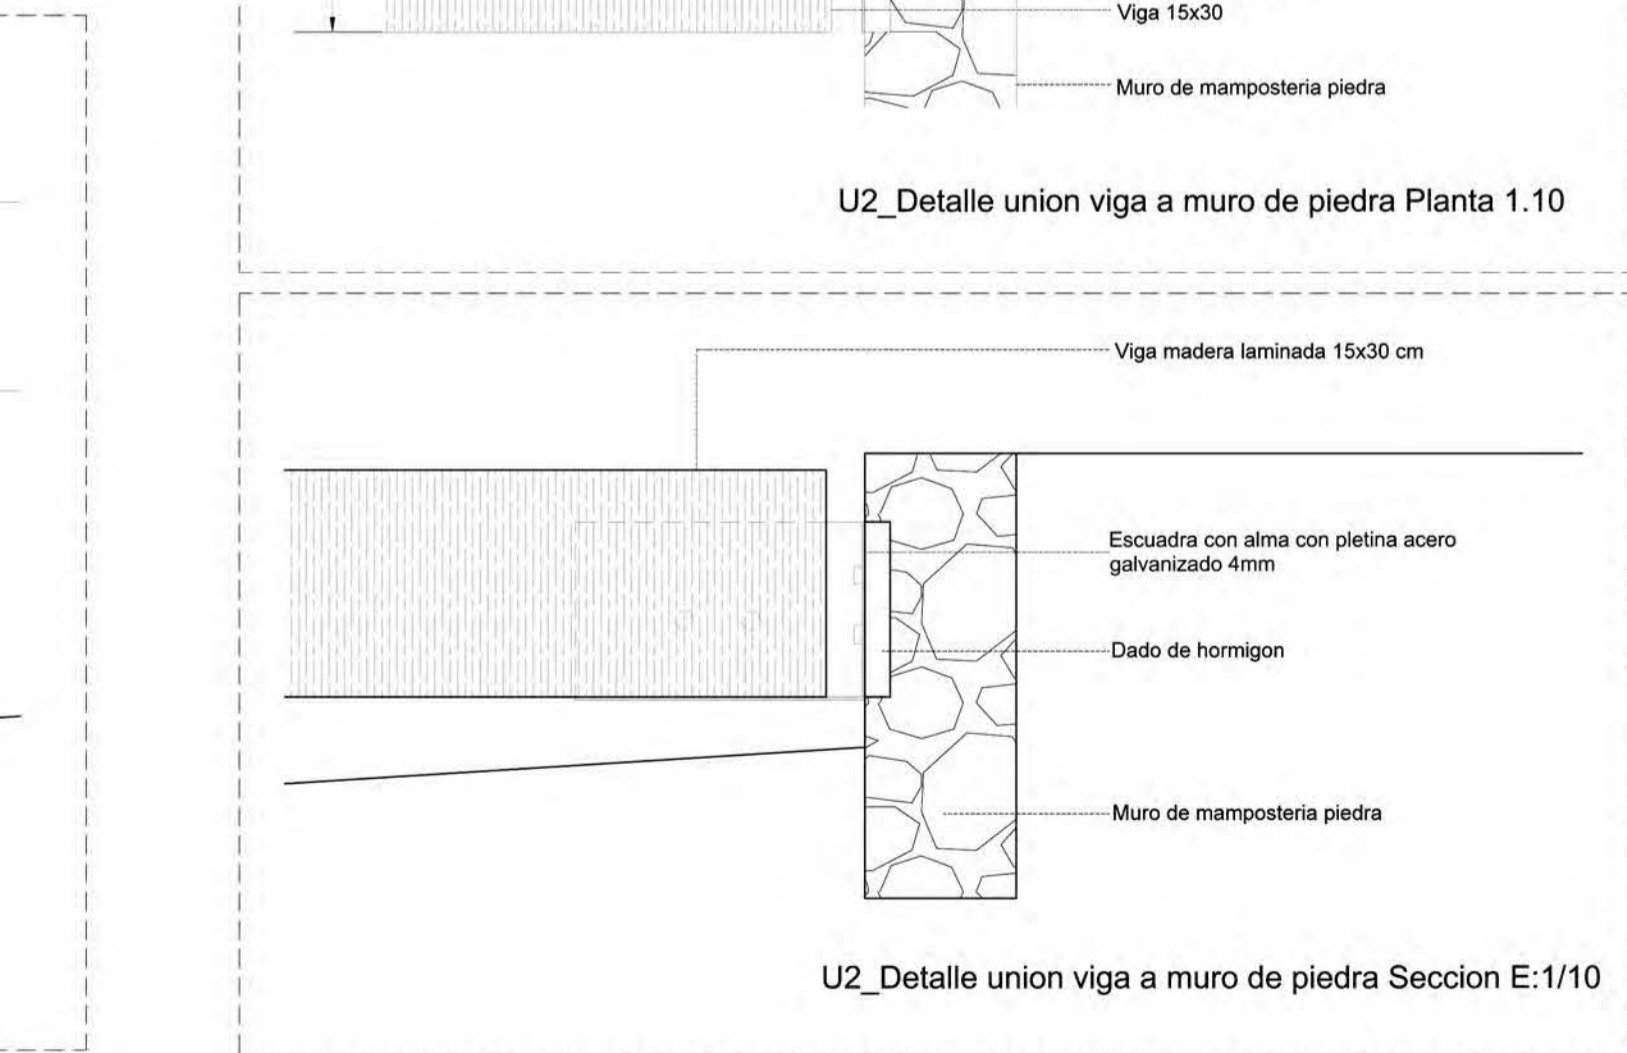 Viga 15x30
Muro de mamposteria piedra
U2_Detalle union viga a muro de piedra Planta 1.10
Viga madera laminada 15x30 cm
Escuadra con alma con pletina acero
galvanizado 4mm
Dado de hormigon
Muro de mamposteria piedra
U2_Detalle union viga a muro de piedra Seccion E:1/10